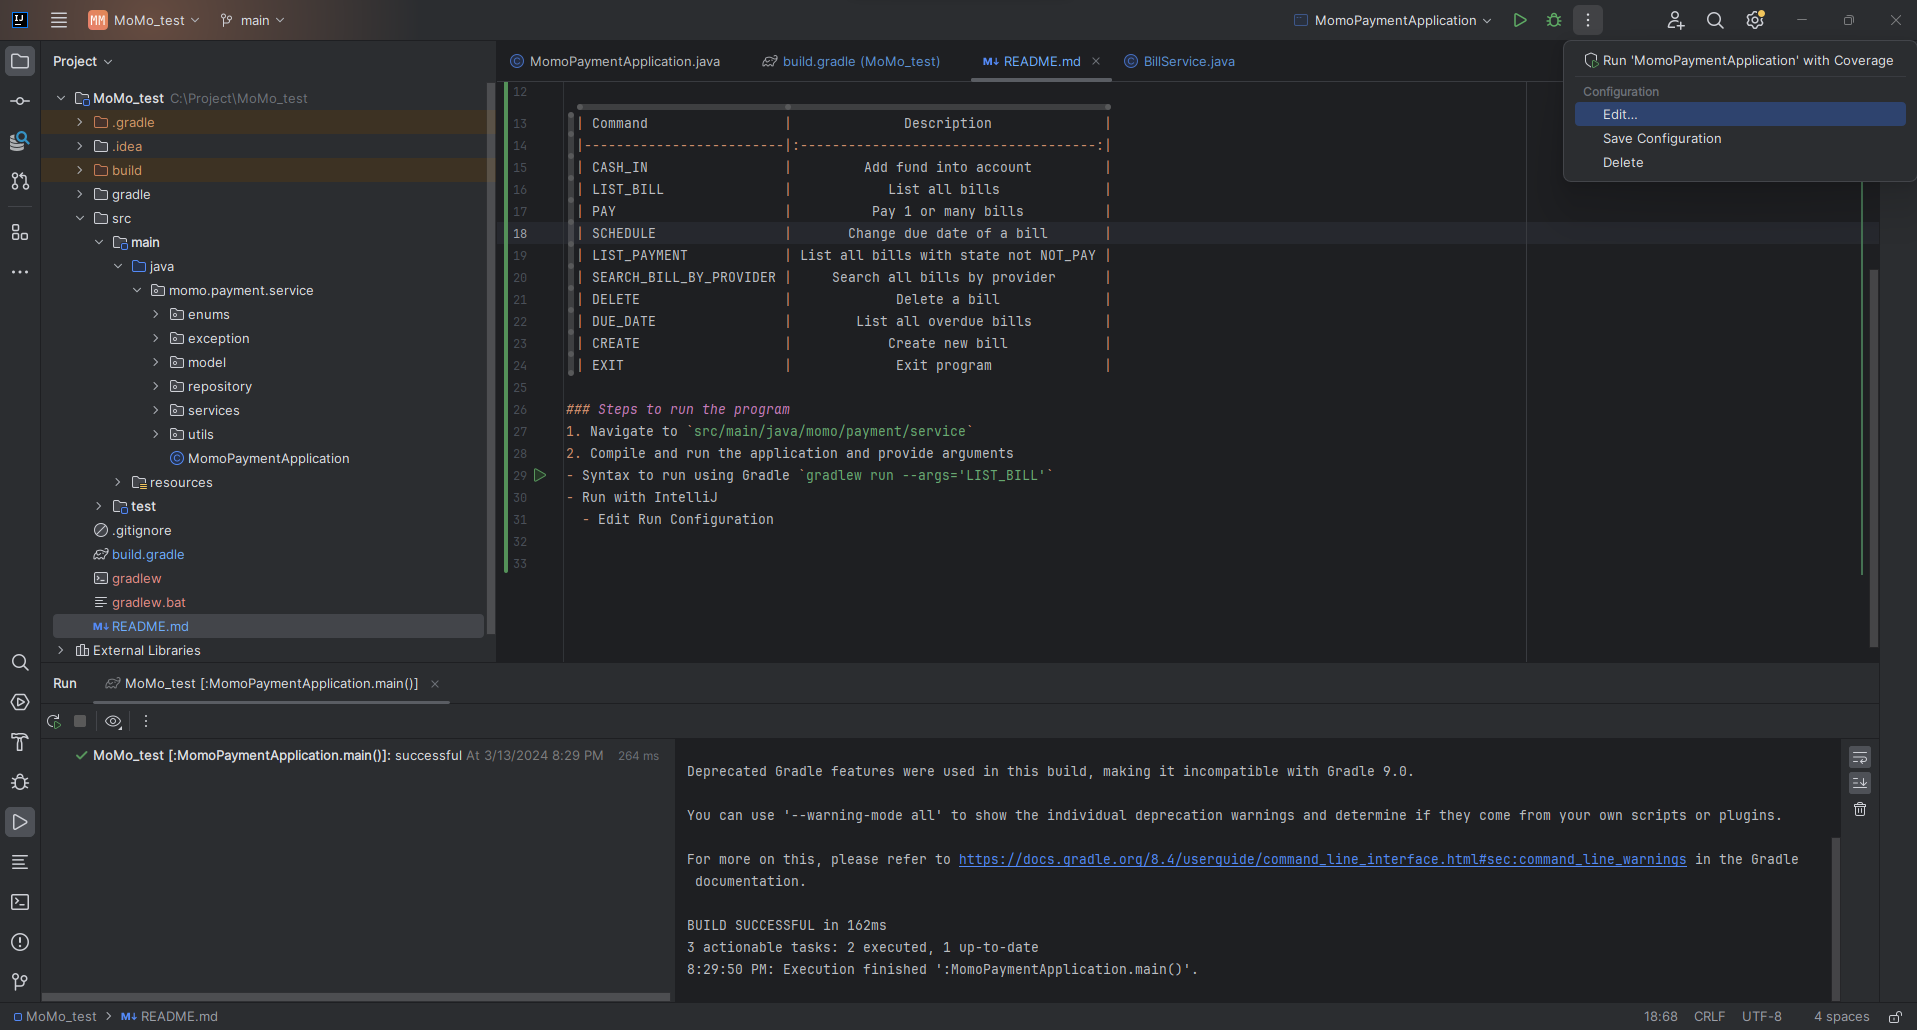 MM MoMo_test main MomoPaymentApplication
Project
MomoPaymentApplication.java build.gradle (MoMo_test) M↓ README.md BillService.java
Run 'MomoPaymentApplication' with Coverage
Configuration
Edit...
Save Configuration
Delete
MoMo_test C:\Project\MoMo_test
.gradle
.idea
build
gradle
src
main
java
momo.payment.service
enums
exception
model
repository
services
utils
MomoPaymentApplication
resources
test
.gitignore
build.gradle
gradlew
gradlew.bat
M↓ README.md
External Libraries
12
13 | Command | Description |
14 |-------------------------|:-------------------------------------:|
15 | CASH_IN | Add fund into account |
16 | LIST_BILL | List all bills |
17 | PAY | Pay 1 or many bills |
18 | SCHEDULE | Change due date of a bill |
19 | LIST_PAYMENT | List all bills with state not NOT_PAY |
20 | SEARCH_BILL_BY_PROVIDER | Search all bills by provider |
21 | DELETE | Delete a bill |
22 | DUE_DATE | List all overdue bills |
23 | CREATE | Create new bill |
24 | EXIT | Exit program |
25
26 ### Steps to run the program
27 1. Navigate to `src/main/java/momo/payment/service`
28 2. Compile and run the application and provide arguments
29 - Syntax to run using Gradle `gradlew run --args='LIST_BILL'`
30 - Run with IntelliJ
31 - Edit Run Configuration
32
33
Run MoMo_test [:MomoPaymentApplication.main()]
MoMo_test [:MomoPaymentApplication.main()]: successful At 3/13/2024 8:29 PM 264 ms
Deprecated Gradle features were used in this build, making it incompatible with Gradle 9.0.
You can use '--warning-mode all' to show the individual deprecation warnings and determine if they come from your own scripts or plugins.
For more on this, please refer to https://docs.gradle.org/8.4/userguide/command_line_interface.html#sec:command_line_warnings in the Gradle
documentation.
BUILD SUCCESSFUL in 162ms
3 actionable tasks: 2 executed, 1 up-to-date
8:29:50 PM: Execution finished ':MomoPaymentApplication.main()'.
MoMo_test > M↓ README.md 18:68 CRLF UTF-8 4 spaces